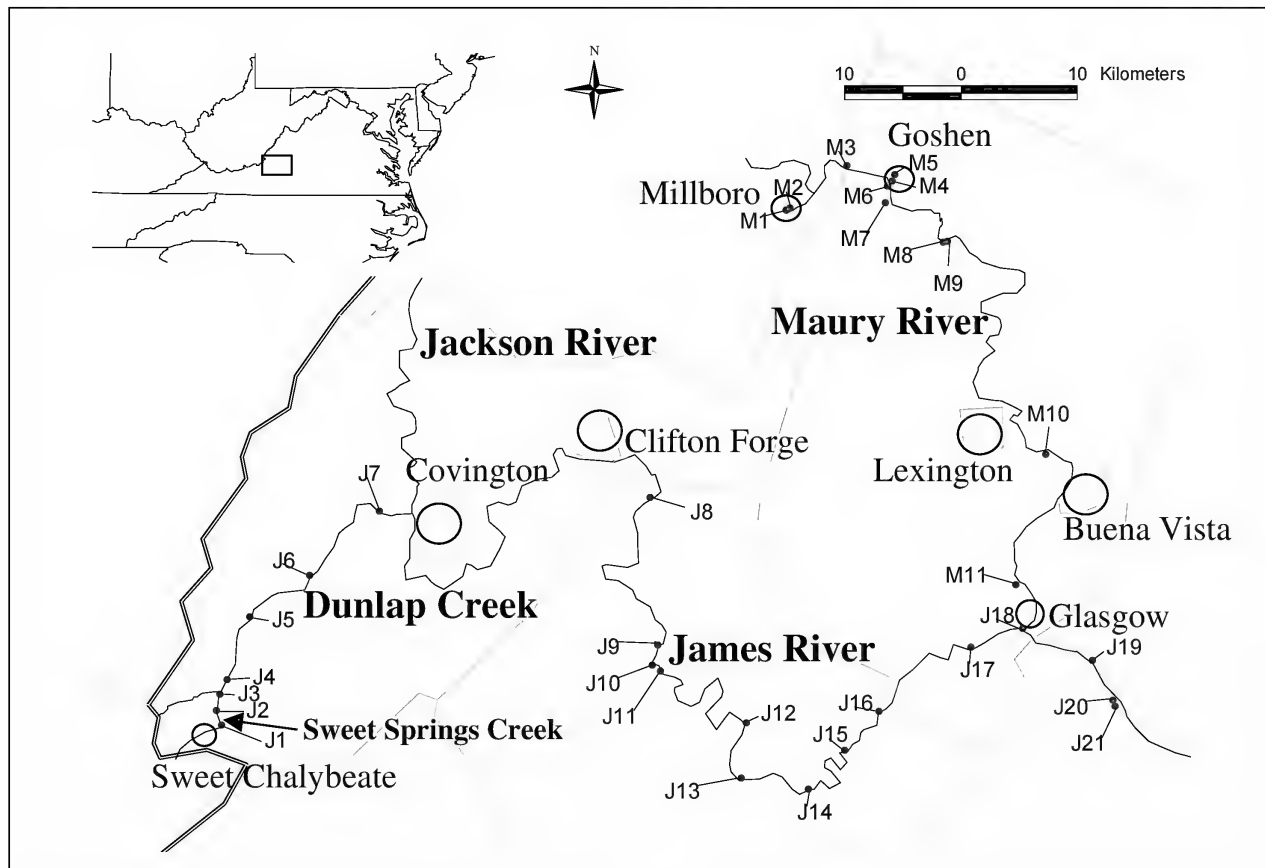 N
10 0 10 Kilometers
Goshen
M3
M5
M4
M6
Millboro
M2
M1
M7
M8
M9
Maury River
Jackson River
Clifton Forge
Covington
J7
J8
Lexington
M10
Buena Vista
J6
Dunlap Creek
J5
M11
Glasgow
J18
J19
J17
James River
J9
J10
J11
J4
J3
J2
J1
Sweet Springs Creek
Sweet Chalybeate
J12
J16
J15
J13
J14
J20
J21